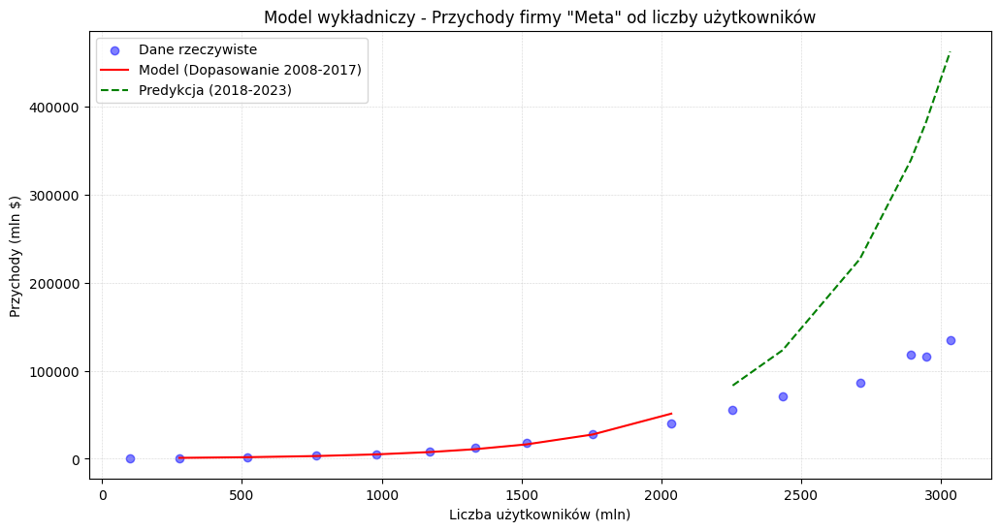 Model wykładniczy - Przychody firmy "Meta" od liczby użytkowników
Dane rzeczywiste
Model (Dopasowanie 2008-2017)
Predykcja (2018-2023)
Przychody (mln $)
400000
300000
200000
100000
0
0 500 1000 1500 2000 2500 3000
Liczba użytkowników (mln)